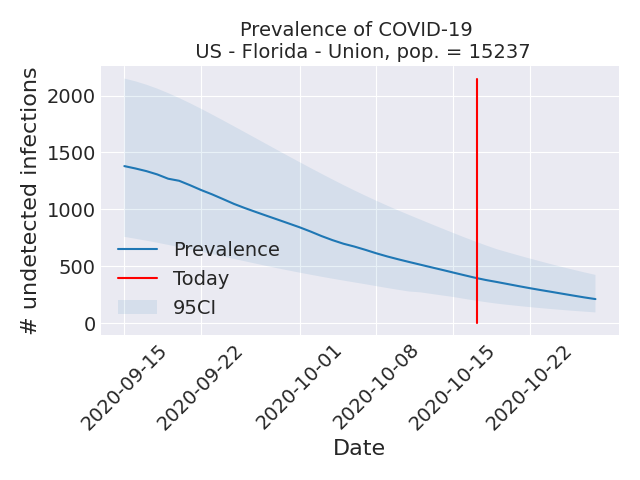 Prevalence of COVID-19
US - Florida - Union, pop. = 15237
# undetected infections
2000
1500
1000
500
0
Prevalence
Today
95CI
2020-09-15
2020-09-22
2020-10-01
2020-10-08
2020-10-15
2020-10-22
Date